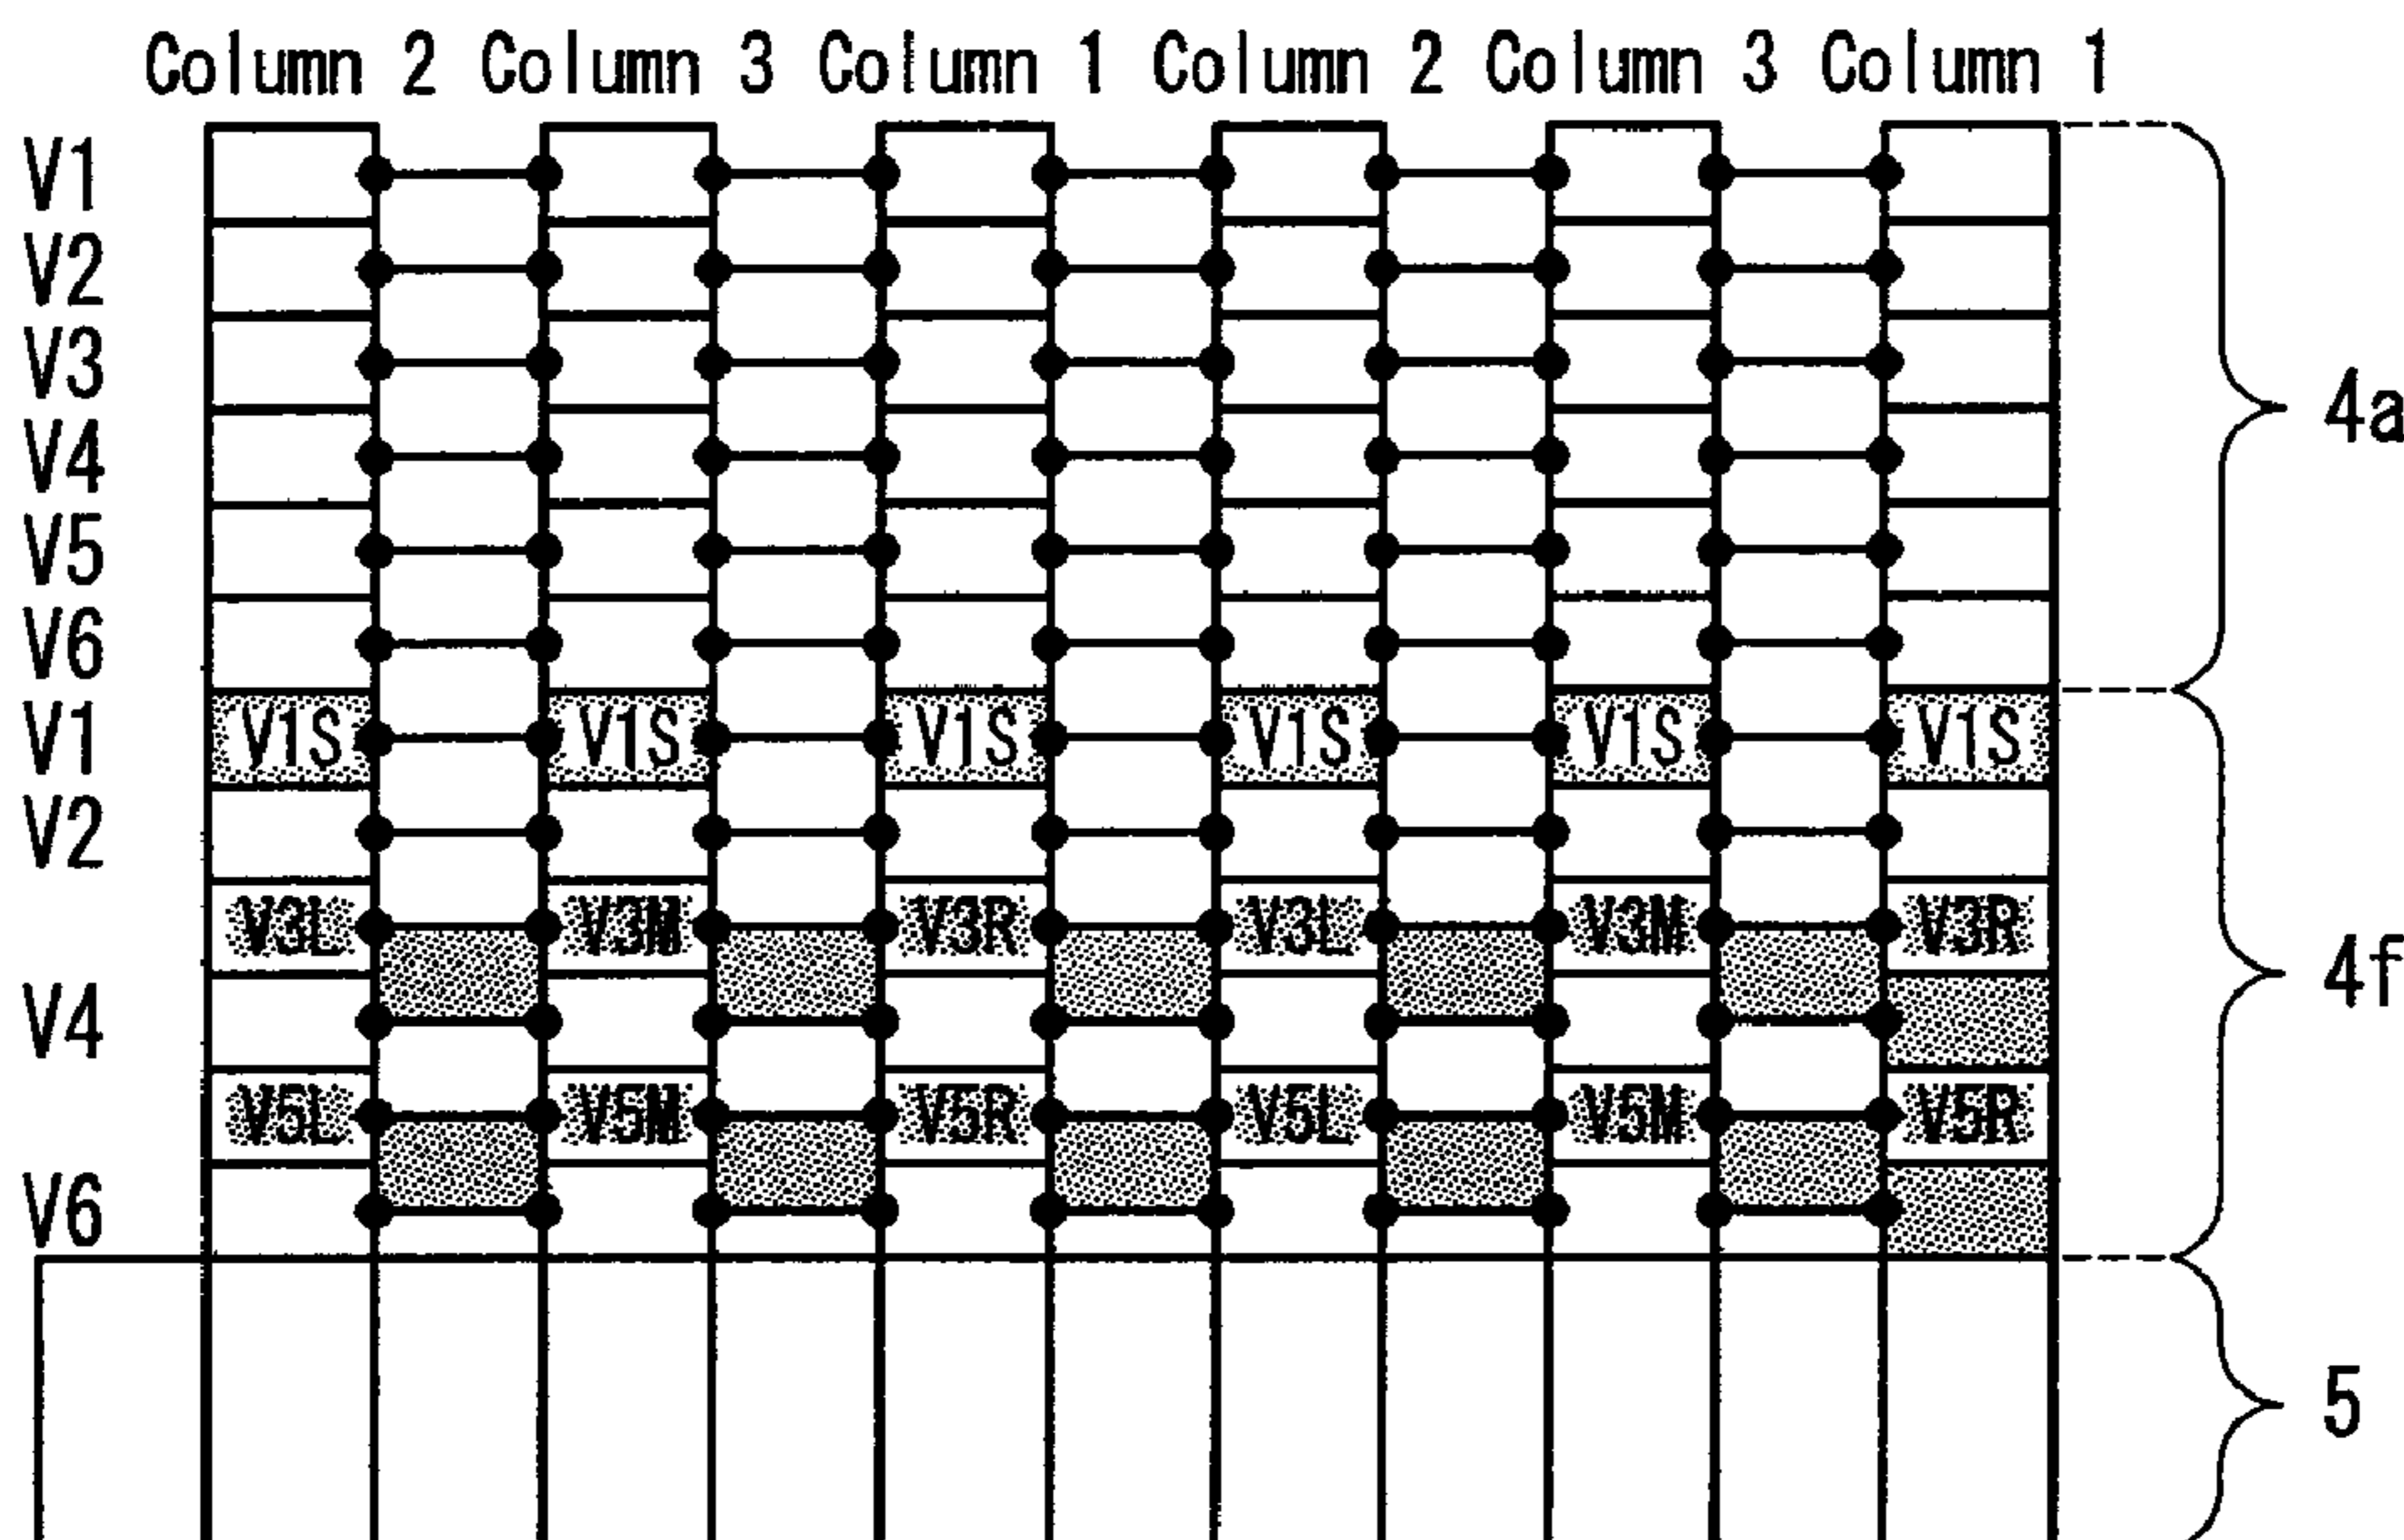 Column 2 Column 3 Column 1 Column 2 Column 3 Column 1
V1
V2
V3
V4
V5
V6
4a
V1 V1S V1S V1S V1S V1S V1S
V2
V3L V3M V3R V3L V3M V3R
V4 4f
V5L V5M V5R V5L V5M V5R
V6
5